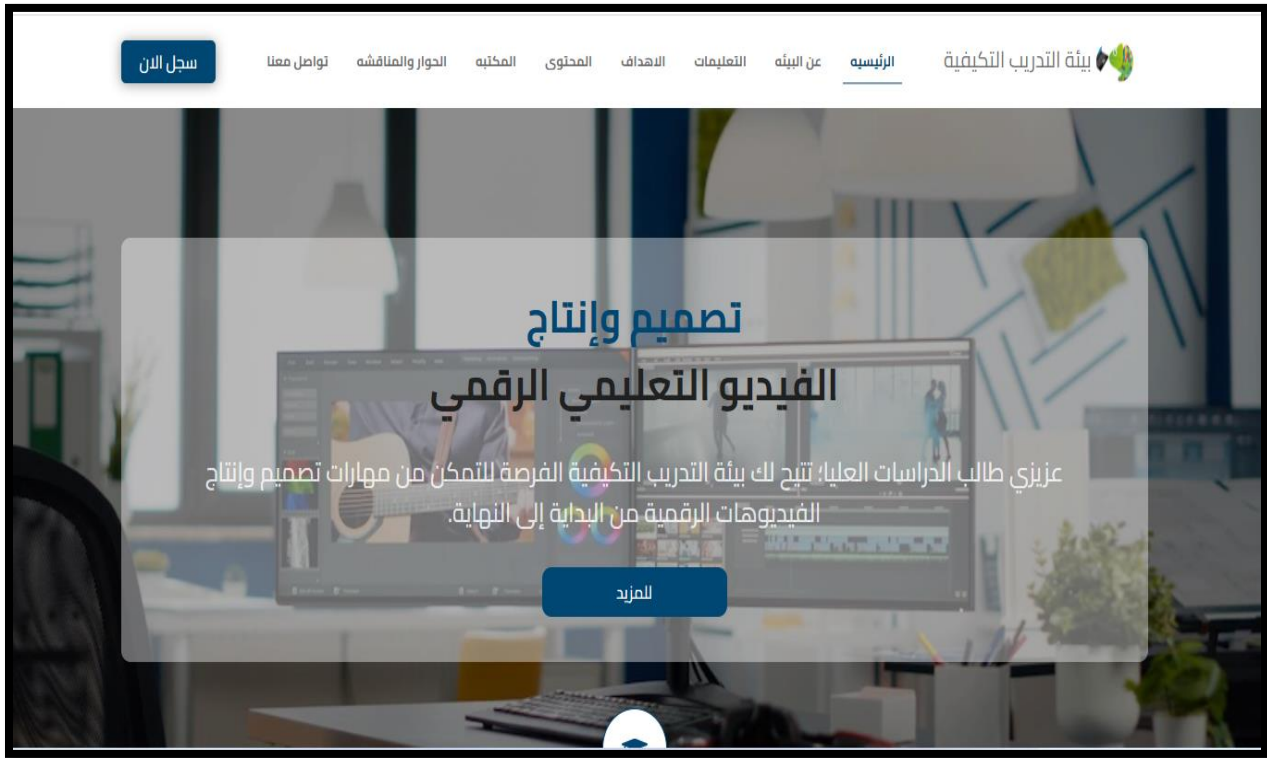 بيئة التدريب التكيفية
الرئيسيه
عن البيئه
التعليمات
الاهداف
المحتوى
المكتبه
الحوار والمناقشه
تواصل معنا
سجل الان
تصميم وإنتاج
الفيديو التعليمي الرقمي
عزيزي طالب الدراسات العليا؛ تتيح لك بيئة التدريب التكيفية الفرصة للتمكن من مهارات تصميم وإنتاج
الفيديوهات الرقمية من البداية إلى النهاية.
للمزيد